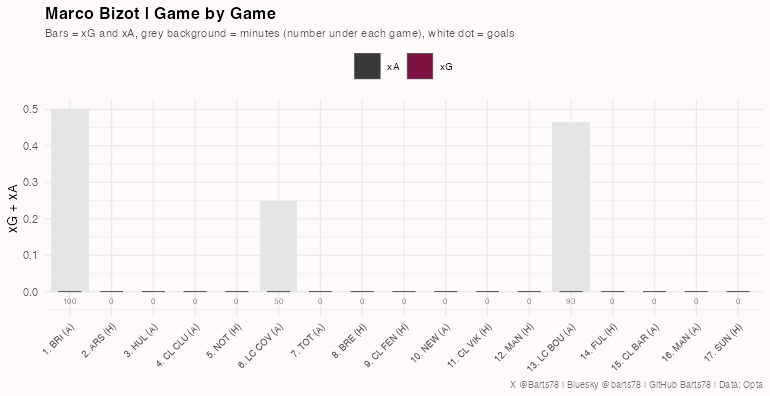 Marco Bizot | Game by Game
Bars = xG and xA, grey background = minutes (number under each game), white dot = goals
xA xG
xG + xA
0.5
0.4
0.3
0.2
0.1
0.0
100 0 0 0 0 50 0 0 0 0 0 0 93 0 0 0 0
1. BRI (A)
2. ARS (H)
3. HUL (A)
4. CL CLU (A)
5. NOT (H)
6. LC COV (A)
7. TOT (A)
8. BRE (H)
9. CL FEN (H)
10. NEW (A)
11. CL VIK (H)
12. MAN (H)
13. LC BOU (A)
14. FUL (H)
15. CL BAR (A)
16. MAN (A)
17. SUN (H)
X @Barts78 | Bluesky @barts78 | GitHub Barts78 | Data: Opta